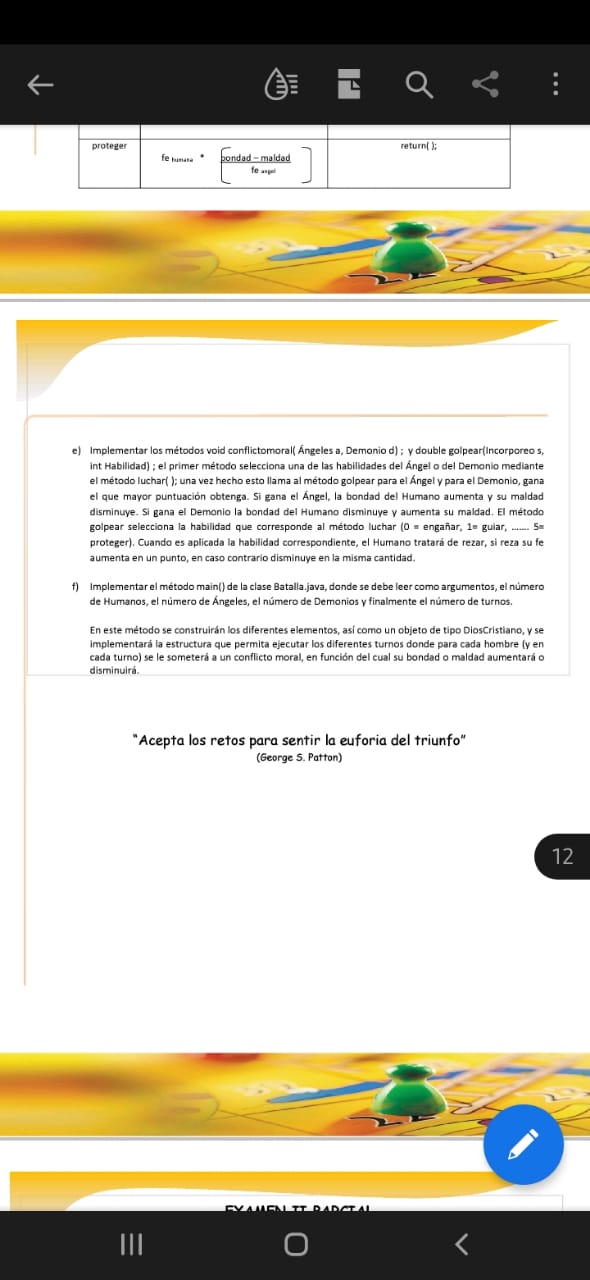 proteger
fe humana * bondad – maldad
fe angel
return( );
e) Implementar los métodos void conflictomoral( Ángeles a, Demonio d) ; y double golpear(Incorporeo s,
int Habilidad) ; el primer método selecciona una de las habilidades del Ángel o del Demonio mediante
el método luchar( ); una vez hecho esto llama al método golpear para el Ángel y para el Demonio, gana
el que mayor puntuación obtenga. Si gana el Ángel, la bondad del Humano aumenta y su maldad
disminuye. Si gana el Demonio la bondad del Humano disminuye y aumenta su maldad. El método
golpear selecciona la habilidad que corresponde al método luchar (0 = engañar, 1= guiar, ....... 5=
proteger). Cuando es aplicada la habilidad correspondiente, el Humano tratará de rezar, si reza su fe
aumenta en un punto, en caso contrario disminuye en la misma cantidad.
f) Implementar el método main() de la clase Batalla.java, donde se debe leer como argumentos, el número
de Humanos, el número de Ángeles, el número de Demonios y finalmente el número de turnos.
En este método se construirán los diferentes elementos, así como un objeto de tipo DiosCristiano, y se
implementará la estructura que permita ejecutar los diferentes turnos donde para cada hombre (y en
cada turno) se le someterá a un conflicto moral, en función del cual su bondad o maldad aumentará o
disminuirá.
"Acepta los retos para sentir la euforia del triunfo"
(George S. Patton)
12
EXAMEN II PARCIAL